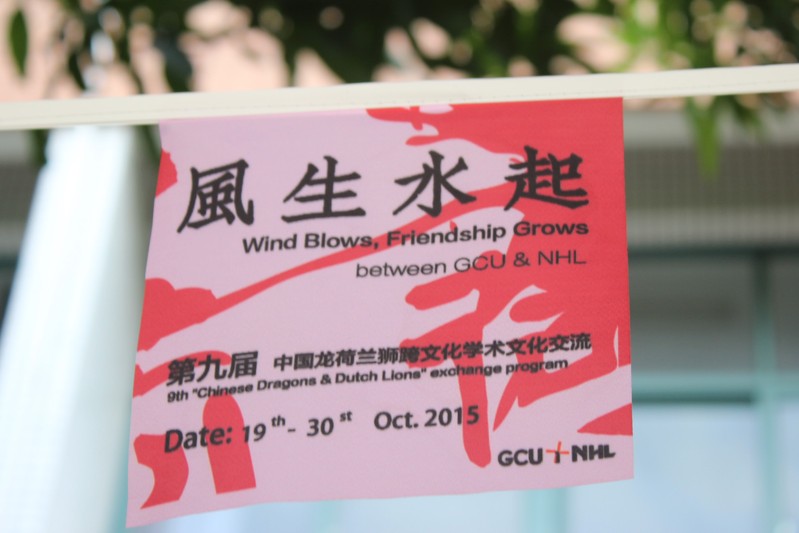 風生水起
Wind Blows, Friendship Grows
between GCU & NHL
第九届 中国龙荷兰狮跨文化学术文化交流
9th "Chinese Dragons & Dutch Lions" exchange program
Date: 19th- 30st Oct. 2015
GCU + NHL